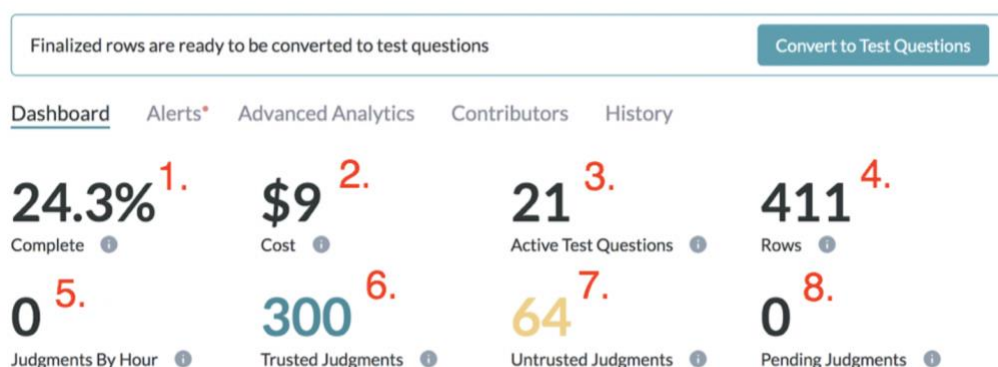 Finalized rows are ready to be converted to test questions
Convert to Test Questions
Dashboard Alerts* Advanced Analytics Contributors History
24.3% 1. $9 2. 21 3. 411 4.
Complete i Cost i Active Test Questions i Rows i
0 5. 300 6. 64 7. 0 8.
Judgments By Hour i Trusted Judgments i Untrusted Judgments i Pending Judgments i